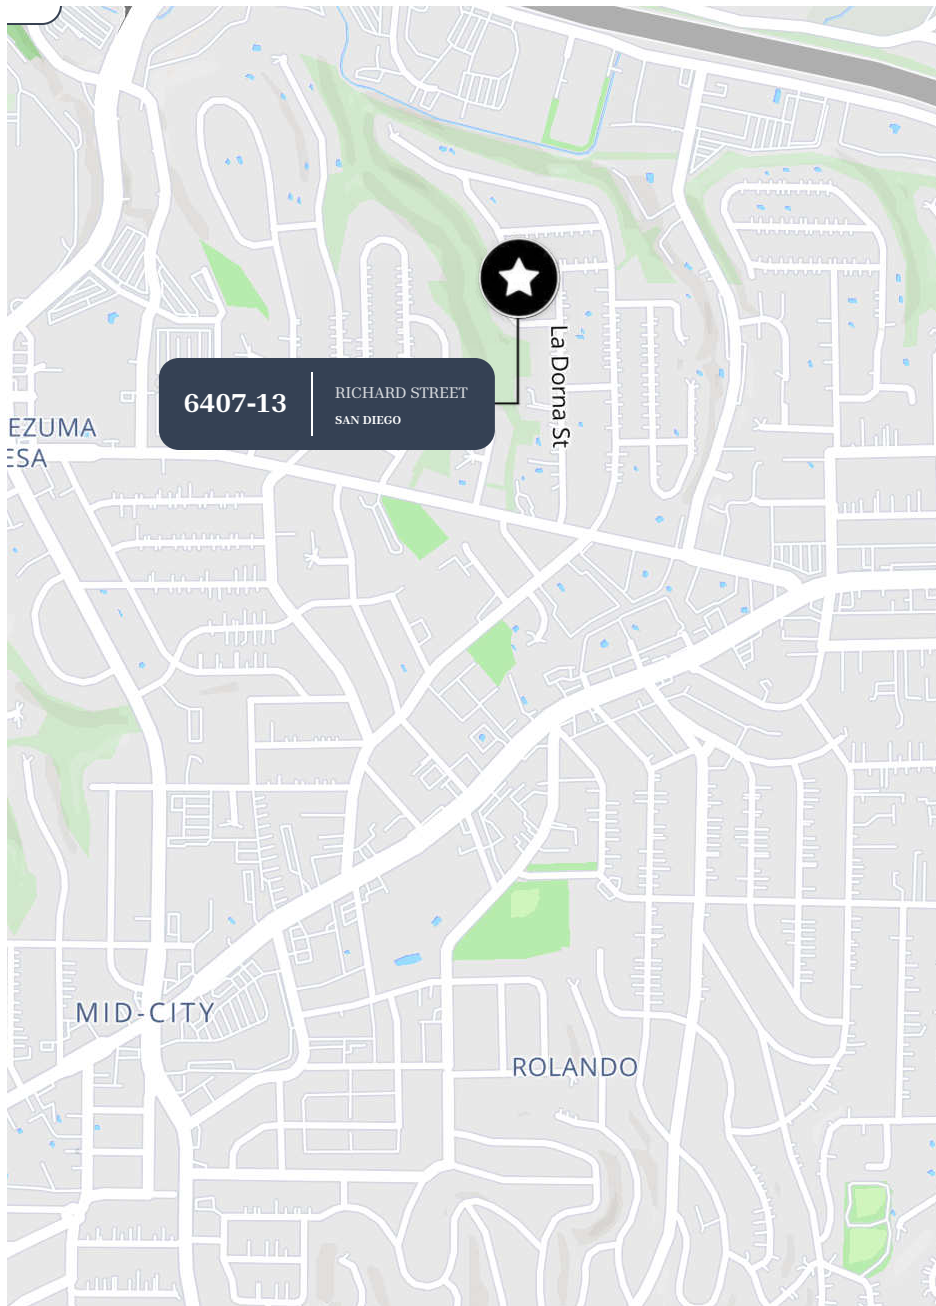 La Dorna St
6407-13
RICHARD STREET
SAN DIEGO
EZUMA
ESA
MID-CITY
ROLANDO